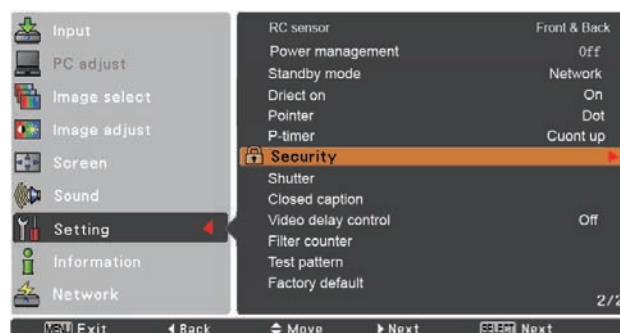 Input
PC adjust
Image select
Image adjust
Screen
Sound
Setting
Information
Network
RC sensor Front & Back
Power management Off
Standby mode Network
Driect on On
Pointer Dot
P-timer Cuont up
Security
Shutter
Closed caption
Video delay control Off
Filter counter
Test pattern
Factory default
2/2
MENU Exit Back Move Next SELECT Next